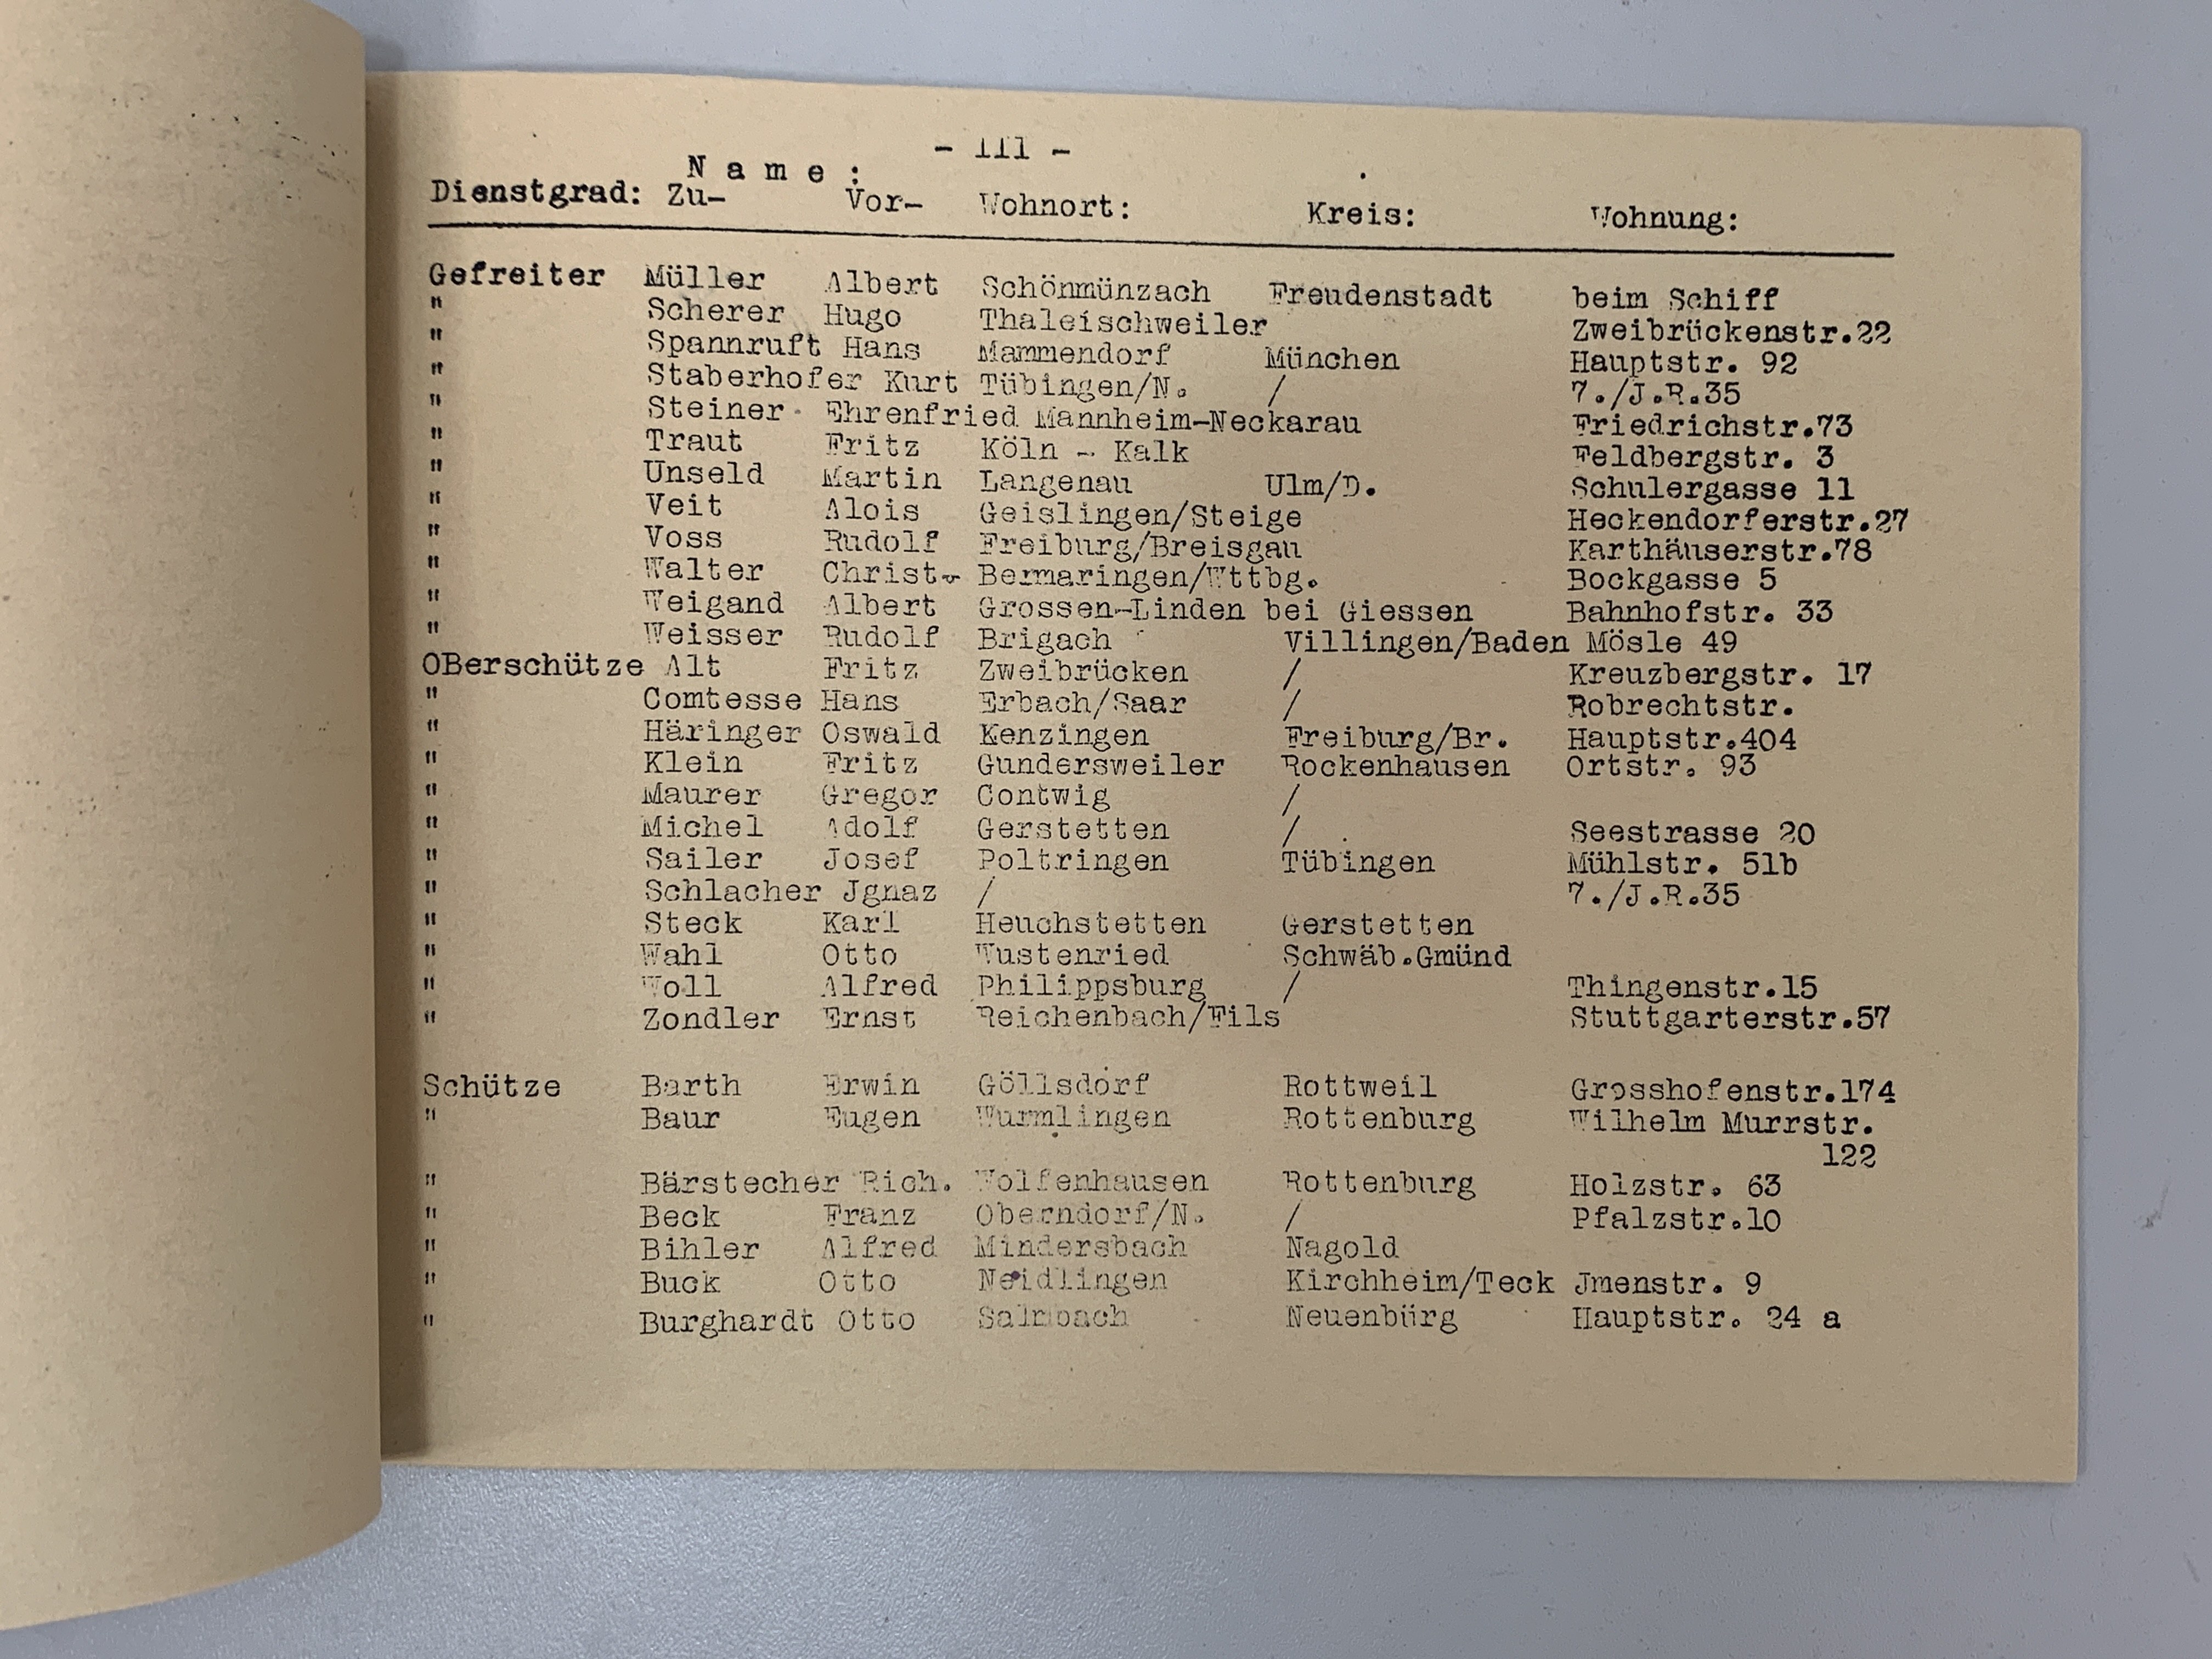 - 111 -
N a m e :
Dienstgrad: Zu- Vor- Wohnort: Kreis: Wohnung:
Gefreiter Müller Albert Schönmünzach Freudenstadt beim Schiff
" Scherer Hugo Thaleischweiler Zweibrückenstr.22
" Spannruft Hans Mammendorf München Hauptstr. 92
" Staberhofer Kurt Tübingen/N. / 7./J.R.35
" Steiner Ehrenfried Mannheim-Neckarau Friedrichstr.73
" Traut Fritz Köln - Kalk Feldbergstr. 3
" Unseld Martin Langenau Ulm/D. Schulergasse 11
" Veit Alois Geislingen/Steige Heckendorferstr.27
" Voss Rudolf Freiburg/Breisgau Karthäuserstr.78
" Walter Christ. Bermaringen/Wttbg. Bockgasse 5
" Weigand Albert Grossen-Linden bei Giessen Bahnhofstr. 33
" Weisser Rudolf Brigach Villingen/Baden Mösle 49
OBerschütze Alt Fritz Zweibrücken / Kreuzbergstr. 17
" Comtesse Hans Erbach/Saar / Robrechtstr.
" Häringer Oswald Kenzingen Freiburg/Br. Hauptstr.404
" Klein Fritz Gundersweiler Rockenhausen Ortstr. 93
" Maurer Gregor Contwig /
" Michel Adolf Gerstetten / Seestrasse 20
" Sailer Josef Poltringen Tübingen Mühlstr. 51b
" Schlacher Jgnaz / 7./J.R.35
" Steck Karl Heuchstetten Gerstetten
" Wahl Otto Wustenried Schwäb.Gmünd
" Woll Alfred Philippsburg / Thingenstr.15
" Zondler Ernst Reichenbach/Fils Stuttgarterstr.57
Schütze Barth Erwin Göllsdorf Rottweil Grosshofenstr.174
" Baur Eugen Wurmlingen Rottenburg Wilhelm Murrstr.
122
" Bärstecher Rich. Wolfenhausen Rottenburg Holzstr. 63
" Beck Franz Oberndorf/N. / Pfalzstr.10
" Bihler Alfred Mindersbach Nagold
" Buck Otto Neidlingen Kirchheim/Teck Jmenstr. 9
" Burghardt Otto Salmbach Neuenbürg Hauptstr. 24 a